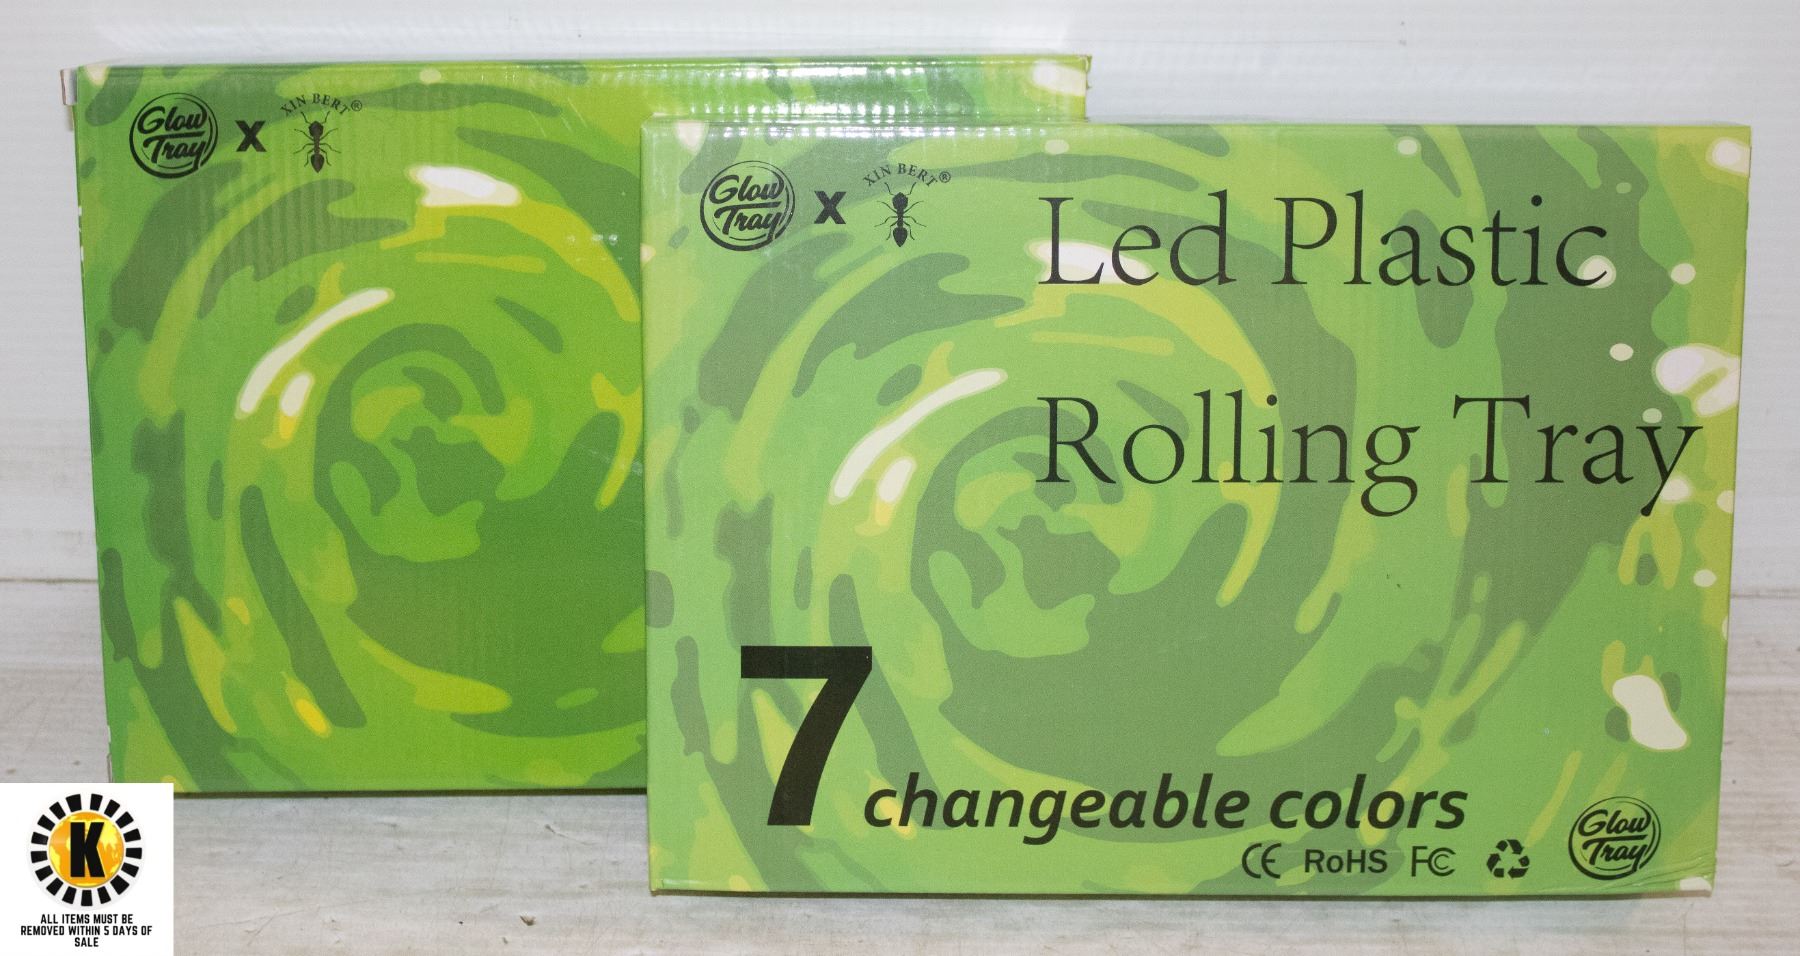 Glow
Tray
X
XIN BERT®
Glow
Tray
X
XIN BERT®
Led Plastic
Rolling Tray
7 changeable colors
CE RoHS FC
Glow
Tray
K
ALL ITEMS MUST BE
REMOVED WITHIN 5 DAYS OF
SALE